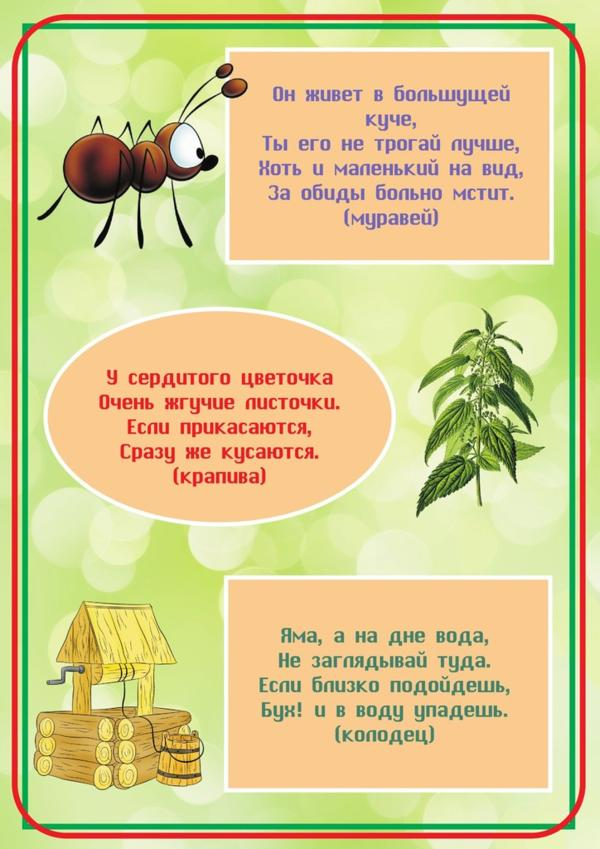 Он живет в большущей
куче,
Ты его не трогай лучше,
Хоть и маленький на вид,
За обиды больно мстит.
(муравей)
У сердитого цветочка
Очень жгучие листочки.
Если прикасаются,
Сразу же кусаются.
(крапива)
Яма, а на дне вода,
Не заглядывай туда.
Если близко подойдешь,
Бух! и в воду упадешь.
(колодец)